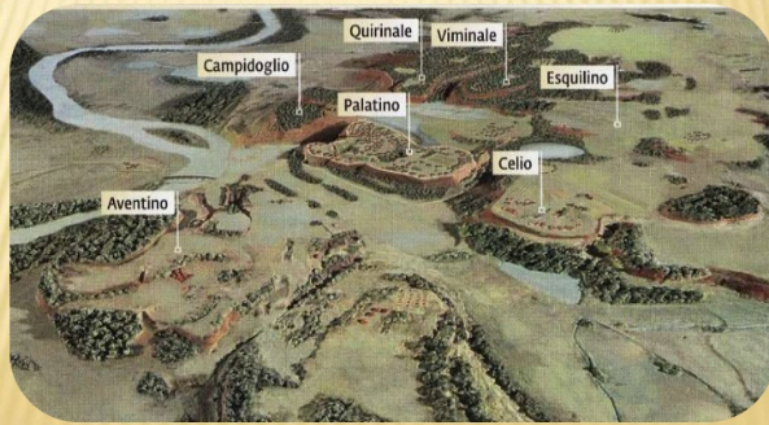 Quirinale
Viminale
Campidoglio
Esquilino
Palatino
Celio
Aventino